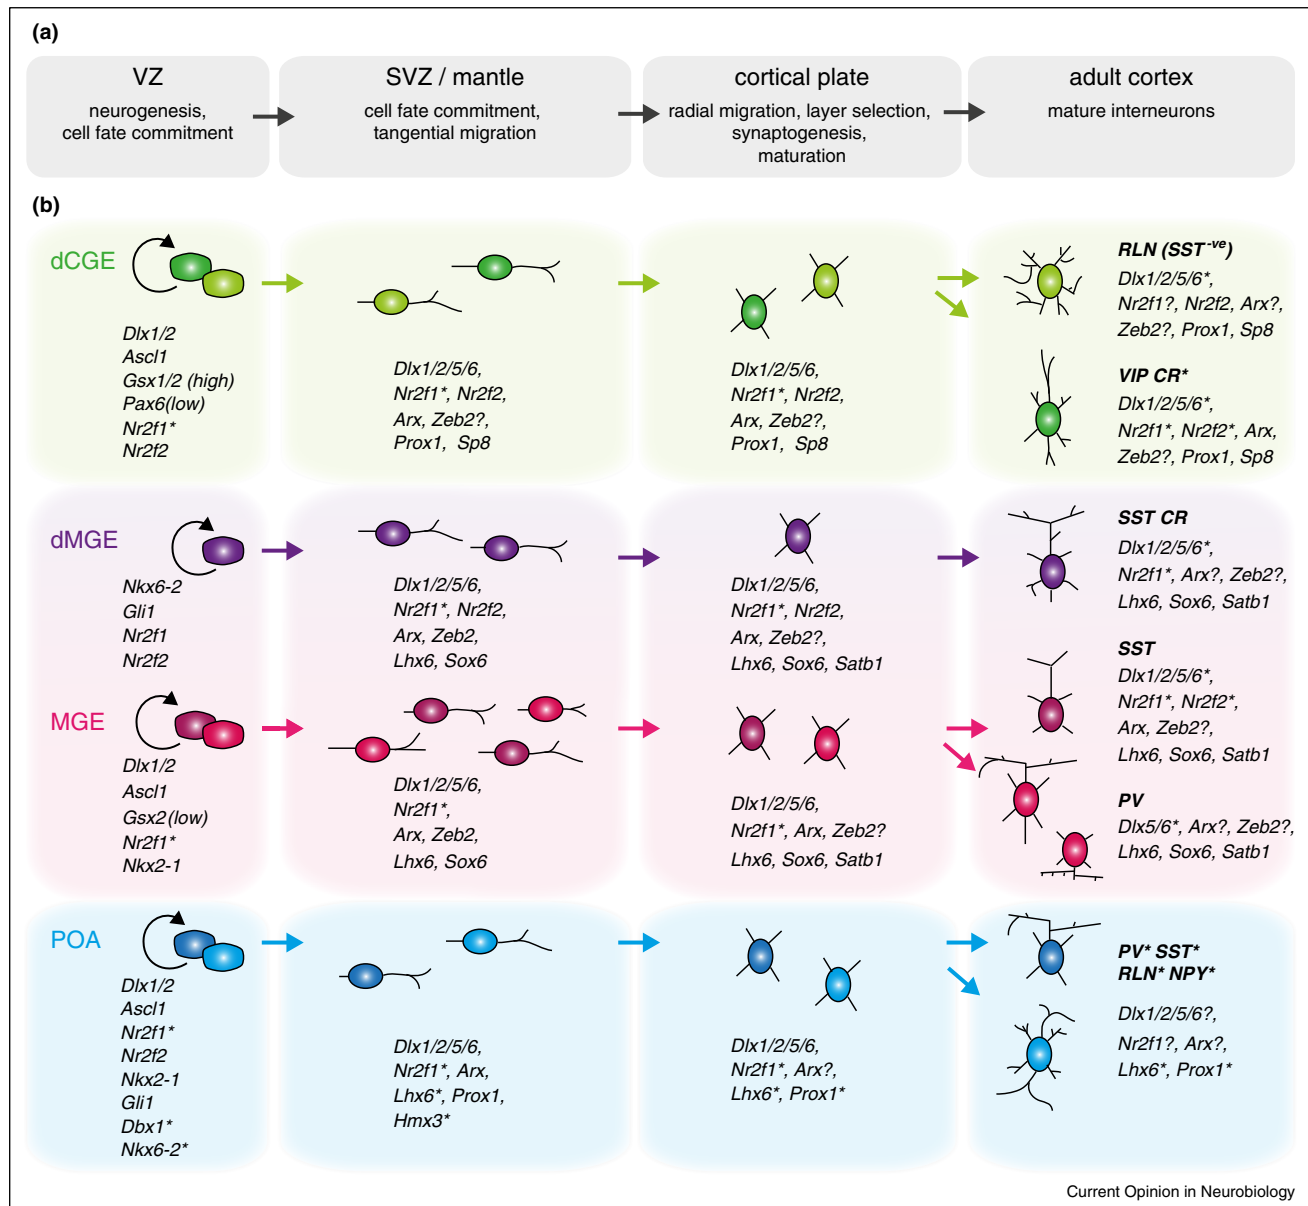 (a)
VZ
neurogenesis,
cell fate commitment
SVZ / mantle
cell fate commitment,
tangential migration
cortical plate
radial migration, layer selection,
synaptogenesis,
maturation
adult cortex
mature interneurons
(b)
dCGE
Dlx1/2
Ascl1
Gsx1/2 (high)
Pax6(low)
Nr2f1*
Nr2f2
Dlx1/2/5/6,
Nr2f1*, Nr2f2,
Arx, Zeb2?,
Prox1, Sp8
Dlx1/2/5/6,
Nr2f1*, Nr2f2,
Arx, Zeb2?,
Prox1, Sp8
RLN (SST-ve)
Dlx1/2/5/6*,
Nr2f1?, Nr2f2, Arx?,
Zeb2?, Prox1, Sp8
VIP CR*
Dlx1/2/5/6*,
Nr2f1*, Nr2f2*, Arx,
Zeb2?, Prox1, Sp8
dMGE
Nkx6-2
Gli1
Nr2f1
Nr2f2
Dlx1/2/5/6,
Nr2f1*, Nr2f2,
Arx, Zeb2,
Lhx6, Sox6
Dlx1/2/5/6,
Nr2f1*, Nr2f2,
Arx, Zeb2?,
Lhx6, Sox6, Satb1
SST CR
Dlx1/2/5/6*,
Nr2f1*, Arx?, Zeb2?,
Lhx6, Sox6, Satb1
MGE
Dlx1/2
Ascl1
Gsx2(low)
Nr2f1*
Nkx2-1
Dlx1/2/5/6,
Nr2f1*,
Arx, Zeb2,
Lhx6, Sox6
Dlx1/2/5/6,
Nr2f1*, Arx, Zeb2?
Lhx6, Sox6, Satb1
SST
Dlx1/2/5/6*,
Nr2f1*, Nr2f2*,
Arx, Zeb2?,
Lhx6, Sox6, Satb1
PV
Dlx5/6*, Arx?, Zeb2?,
Lhx6, Sox6, Satb1
POA
Dlx1/2
Ascl1
Nr2f1*
Nr2f2
Nkx2-1
Gli1
Dbx1*
Nkx6-2*
Dlx1/2/5/6,
Nr2f1*, Arx,
Lhx6*, Prox1,
Hmx3*
Dlx1/2/5/6,
Nr2f1*, Arx?,
Lhx6*, Prox1*
PV* SST*
RLN* NPY*
Dlx1/2/5/6?,
Nr2f1?, Arx?,
Lhx6*, Prox1*
Current Opinion in Neurobiology